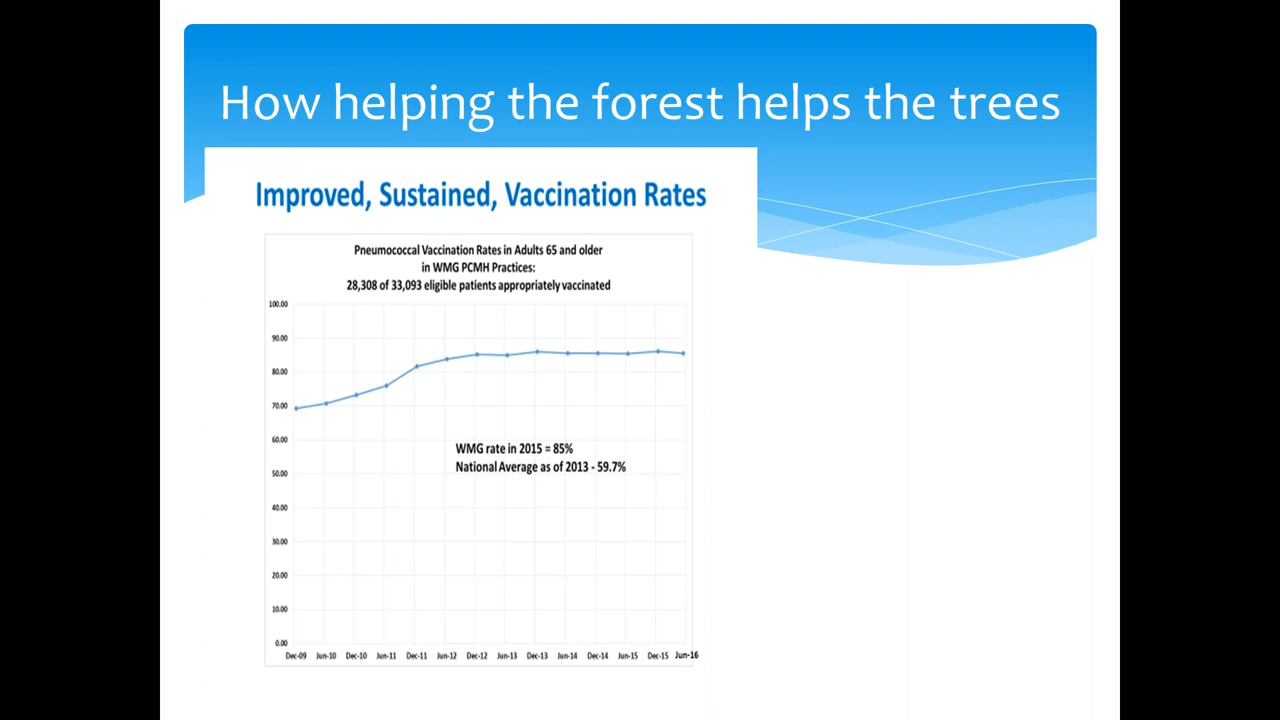 How helping the forest helps the trees
Improved, Sustained, Vaccination Rates
Pneumococcal Vaccination Rates in Adults 65 and older
in WMG PCMH Practices:
28,308 of 33,093 eligible patients appropriately vaccinated
100.00
90.00
80.00
70.00
60.00
50.00
40.00
30.00
20.00
10.00
0.00
WMG rate in 2015 = 85%
National Average as of 2013 - 59.7%
Dec-09 Jun-10 Dec-10 Jun-11 Dec-11 Jun-12 Dec-12 Jun-13 Dec-13 Jun-14 Dec-14 Jun-15 Dec-15 Jun-16